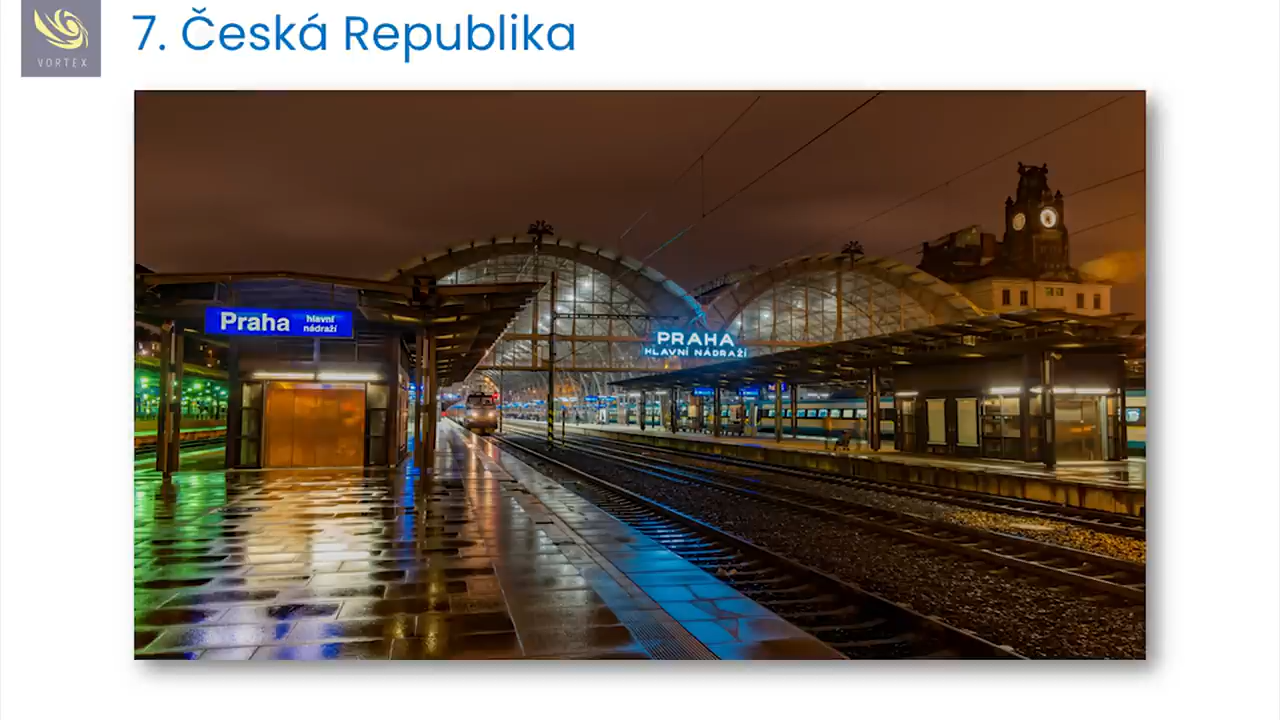 VORTEX
7. Česká Republika
Praha
hlavní
nádraží
PRAHA
HLAVNÍ NÁDRAŽÍ